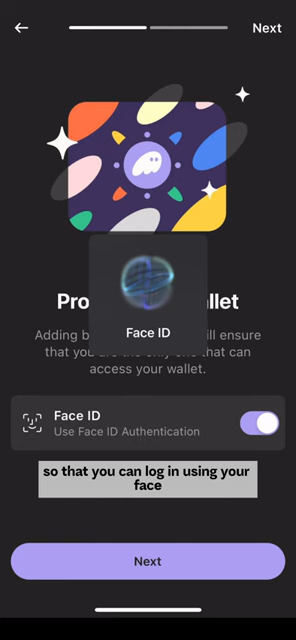 Next
Pro
llet
Face ID
Adding b
ill ensure
that you are the only one that can
access your wallet.
Face ID
Use Face ID Authentication
so that you can log in using your
face
Next